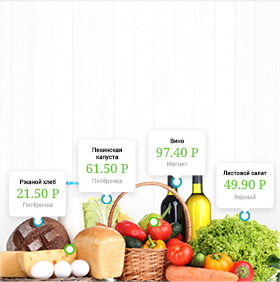 Ржаной хлеб
21.50 Р
Пятёрочка
Пекинская
капуста
61.50 Р
Пятёрочка
Вино
97.40 Р
Магнит
Листовой салат
49.90 Р
Верный